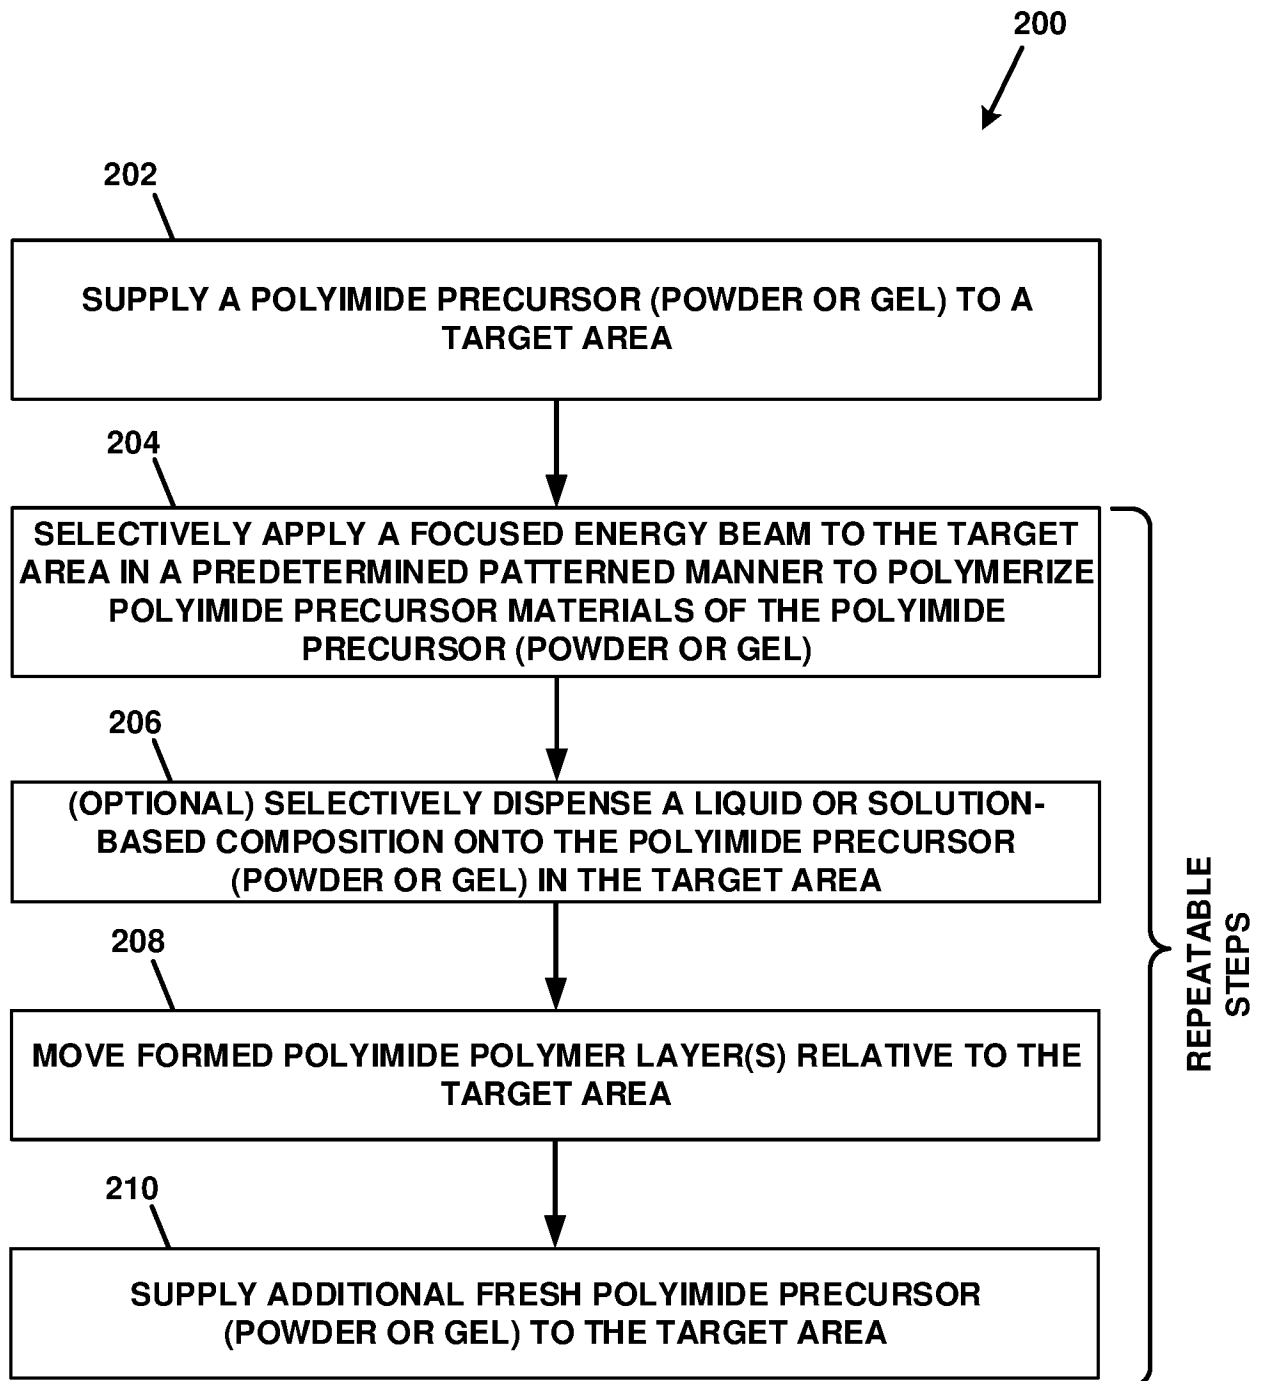 200
202
SUPPLY A POLYIMIDE PRECURSOR (POWDER OR GEL) TO A
TARGET AREA
204
SELECTIVELY APPLY A FOCUSED ENERGY BEAM TO THE TARGET
AREA IN A PREDETERMINED PATTERNED MANNER TO POLYMERIZE
POLYIMIDE PRECURSOR MATERIALS OF THE POLYIMIDE
PRECURSOR (POWDER OR GEL)
206
(OPTIONAL) SELECTIVELY DISPENSE A LIQUID OR SOLUTION-
BASED COMPOSITION ONTO THE POLYIMIDE PRECURSOR
(POWDER OR GEL) IN THE TARGET AREA
208
MOVE FORMED POLYIMIDE POLYMER LAYER(S) RELATIVE TO THE
TARGET AREA
210
SUPPLY ADDITIONAL FRESH POLYIMIDE PRECURSOR
(POWDER OR GEL) TO THE TARGET AREA
REPEATABLE
STEPS